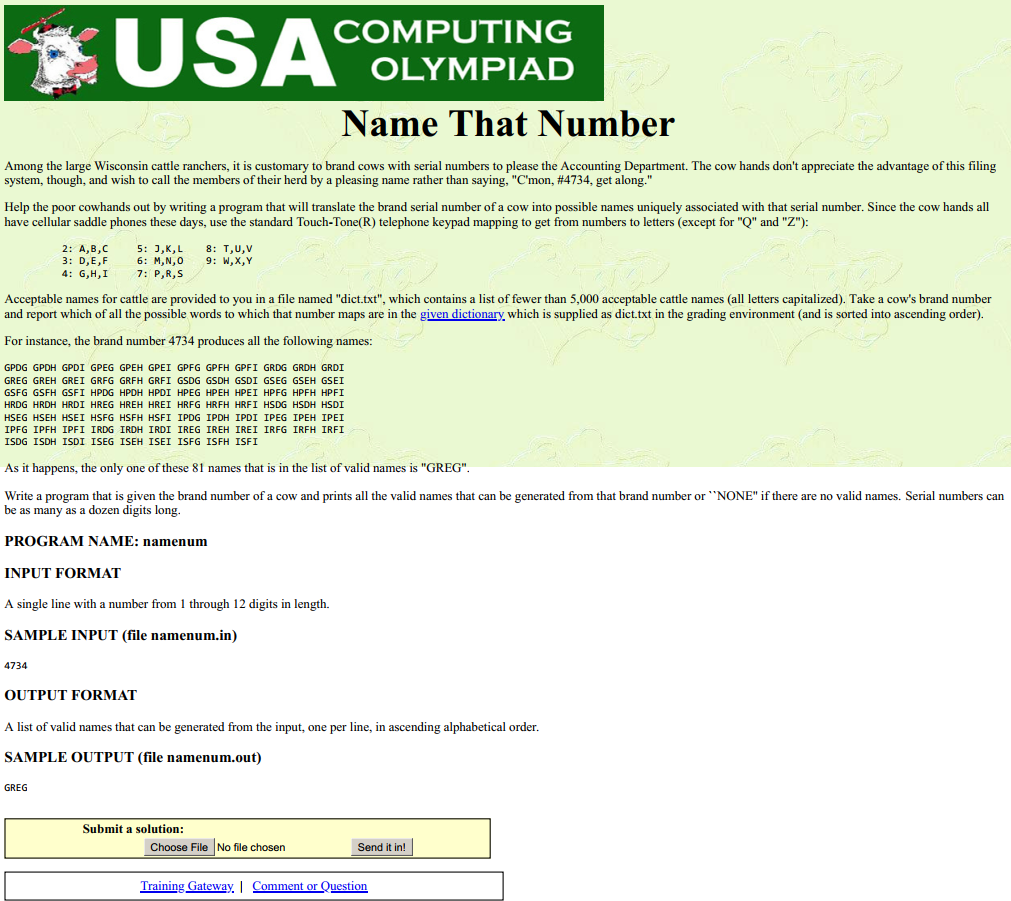 USA COMPUTING
OLYMPIAD
Name That Number
Among the large Wisconsin cattle ranchers, it is customary to brand cows with serial numbers to please the Accounting Department. The cow hands don't appreciate the advantage of this filing
system, though, and wish to call the members of their herd by a pleasing name rather than saying, "C'mon, #4734, get along."
Help the poor cowhands out by writing a program that will translate the brand serial number of a cow into possible names uniquely associated with that serial number. Since the cow hands all
have cellular saddle phones these days, use the standard Touch-Tone(R) telephone keypad mapping to get from numbers to letters (except for "Q" and "Z"):
2: A,B,C 5: J,K,L 8: T,U,V
3: D,E,F 6: M,N,O 9: W,X,Y
4: G,H,I 7: P,R,S
Acceptable names for cattle are provided to you in a file named "dict.txt", which contains a list of fewer than 5,000 acceptable cattle names (all letters capitalized). Take a cow's brand number
and report which of all the possible words to which that number maps are in the given dictionary which is supplied as dict.txt in the grading environment (and is sorted into ascending order).
For instance, the brand number 4734 produces all the following names:
GPDG GPDH GPDI GPEG GPEH GPEI GPFG GPFH GPFI GRDG GRDH GRDI
GREG GREH GREI GRFG GRFH GRFI GSDG GSDH GSDI GSEG GSEH GSEI
GSFG GSFH GSFI HPDG HPDH HPDI HPEG HPEH HPEI HPFG HPFH HPFI
HRDG HRDH HRDI HREG HREH HREI HRFG HRFH HRFI HSDG HSDH HSDI
HSEG HSEH HSEI HSFG HSFH HSFI IPDG IPDH IPDI IPEG IPEH IPEI
IPFG IPFH IPFI IRDG IRDH IRDI IREG IREH IREI IRFG IRFH IRFI
ISDG ISDH ISDI ISEG ISEH ISEI ISFG ISFH ISFI
As it happens, the only one of these 81 names that is in the list of valid names is "GREG".
Write a program that is given the brand number of a cow and prints all the valid names that can be generated from that brand number or ``NONE'' if there are no valid names. Serial numbers can
be as many as a dozen digits long.
PROGRAM NAME: namenum
INPUT FORMAT
A single line with a number from 1 through 12 digits in length.
SAMPLE INPUT (file namenum.in)
4734
OUTPUT FORMAT
A list of valid names that can be generated from the input, one per line, in ascending alphabetical order.
SAMPLE OUTPUT (file namenum.out)
GREG
Submit a solution:
Choose File No file chosen Send it in!
Training Gateway | Comment or Question